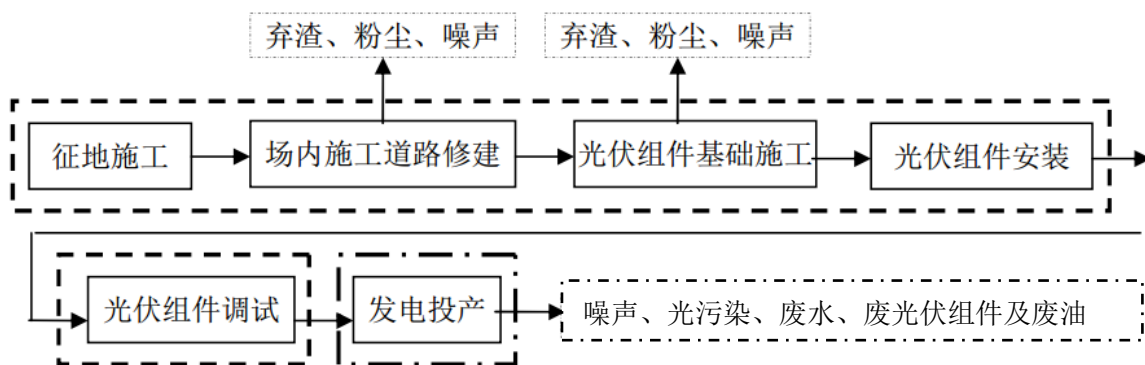 弃渣、粉尘、噪声
弃渣、粉尘、噪声
征地施工
场内施工道路修建
光伏组件基础施工
光伏组件安装
光伏组件调试
发电投产
噪声、光污染、废水、废光伏组件及废油